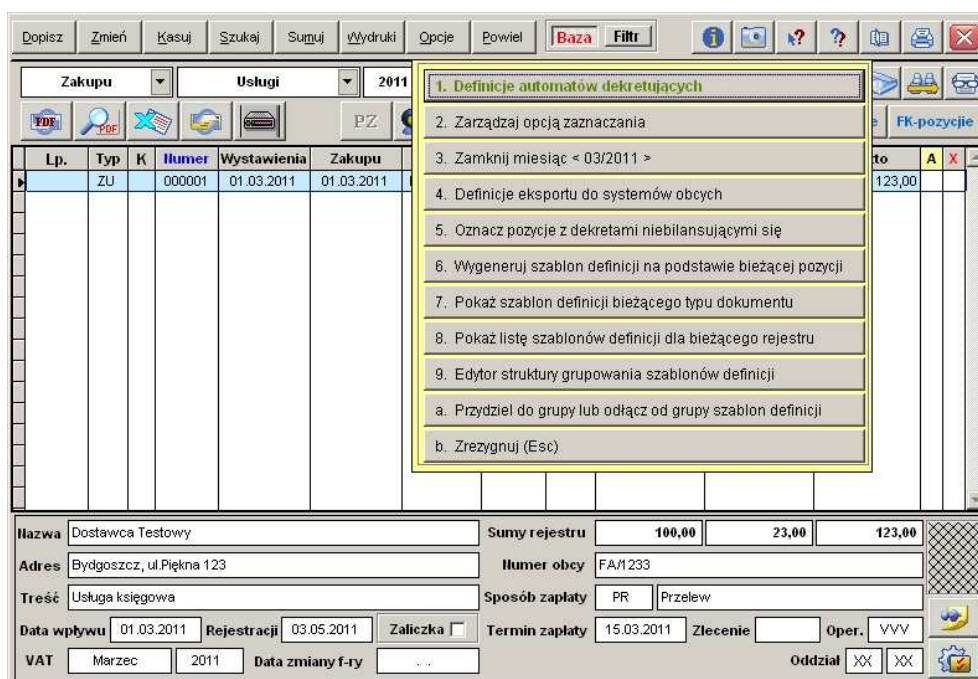 Dopisz Zmień Kasuj Szukaj Sumuj Wydruki Opcje Powiel Baza Filtr
Zakupu Usługi 2011
PDF PDF PZ FK-pozycjie
Lp. Typ K Numer Wystawienia Zakupu tto A X
ZU 000001 01.03.2011 01.03.2011 123,00
1. Definicje automatów dekretujących
2. Zarządzaj opcją zaznaczania
3. Zamknij miesiąc < 03/2011 >
4. Definicje eksportu do systemów obcych
5. Oznacz pozycje z dekretami niebilansującymi się
6. Wygeneruj szablon definicji na podstawie bieżącej pozycji
7. Pokaż szablon definicji bieżącego typu dokumentu
8. Pokaż listę szablonów definicji dla bieżącego rejestru
9. Edytor struktury grupowania szablonów definicji
a. Przydziel do grupy lub odłącz od grupy szablon definicji
b. Zrezygnuj (Esc)
Nazwa Dostawca Testowy Sumy rejestru 100,00 23,00 123,00
Adres Bydgoszcz, ul.Piękna 123 Numer obcy FA/1233
Treść Usługa księgowa Sposób zapłaty PR Przelew
Data wpływu 01.03.2011 Rejestracji 03.05.2011 Zaliczka Termin zapłaty 15.03.2011 Zlecenie Oper. VVV
VAT Marzec 2011 Data zmiany f-ry . . Oddział XX XX